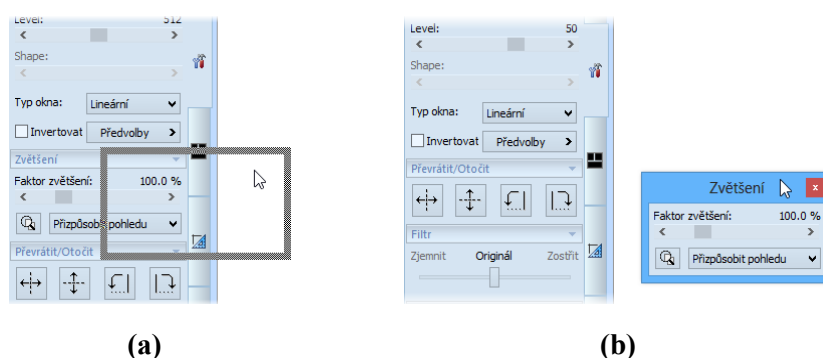 Level: 512
Shape:
Typ okna: Lineární
Invertovat Předvolby
Zvětšení
Faktor zvětšení: 100.0 %
Přizpůsobit pohledu
Převrátit/Otočit
(a)
Level: 50
Shape:
Typ okna: Lineární
Invertovat Předvolby
Převrátit/Otočit
Filtr
Zjemnit Originál Zostřit
Zvětšení x
Faktor zvětšení: 100.0 %
Přizpůsobit pohledu
(b)